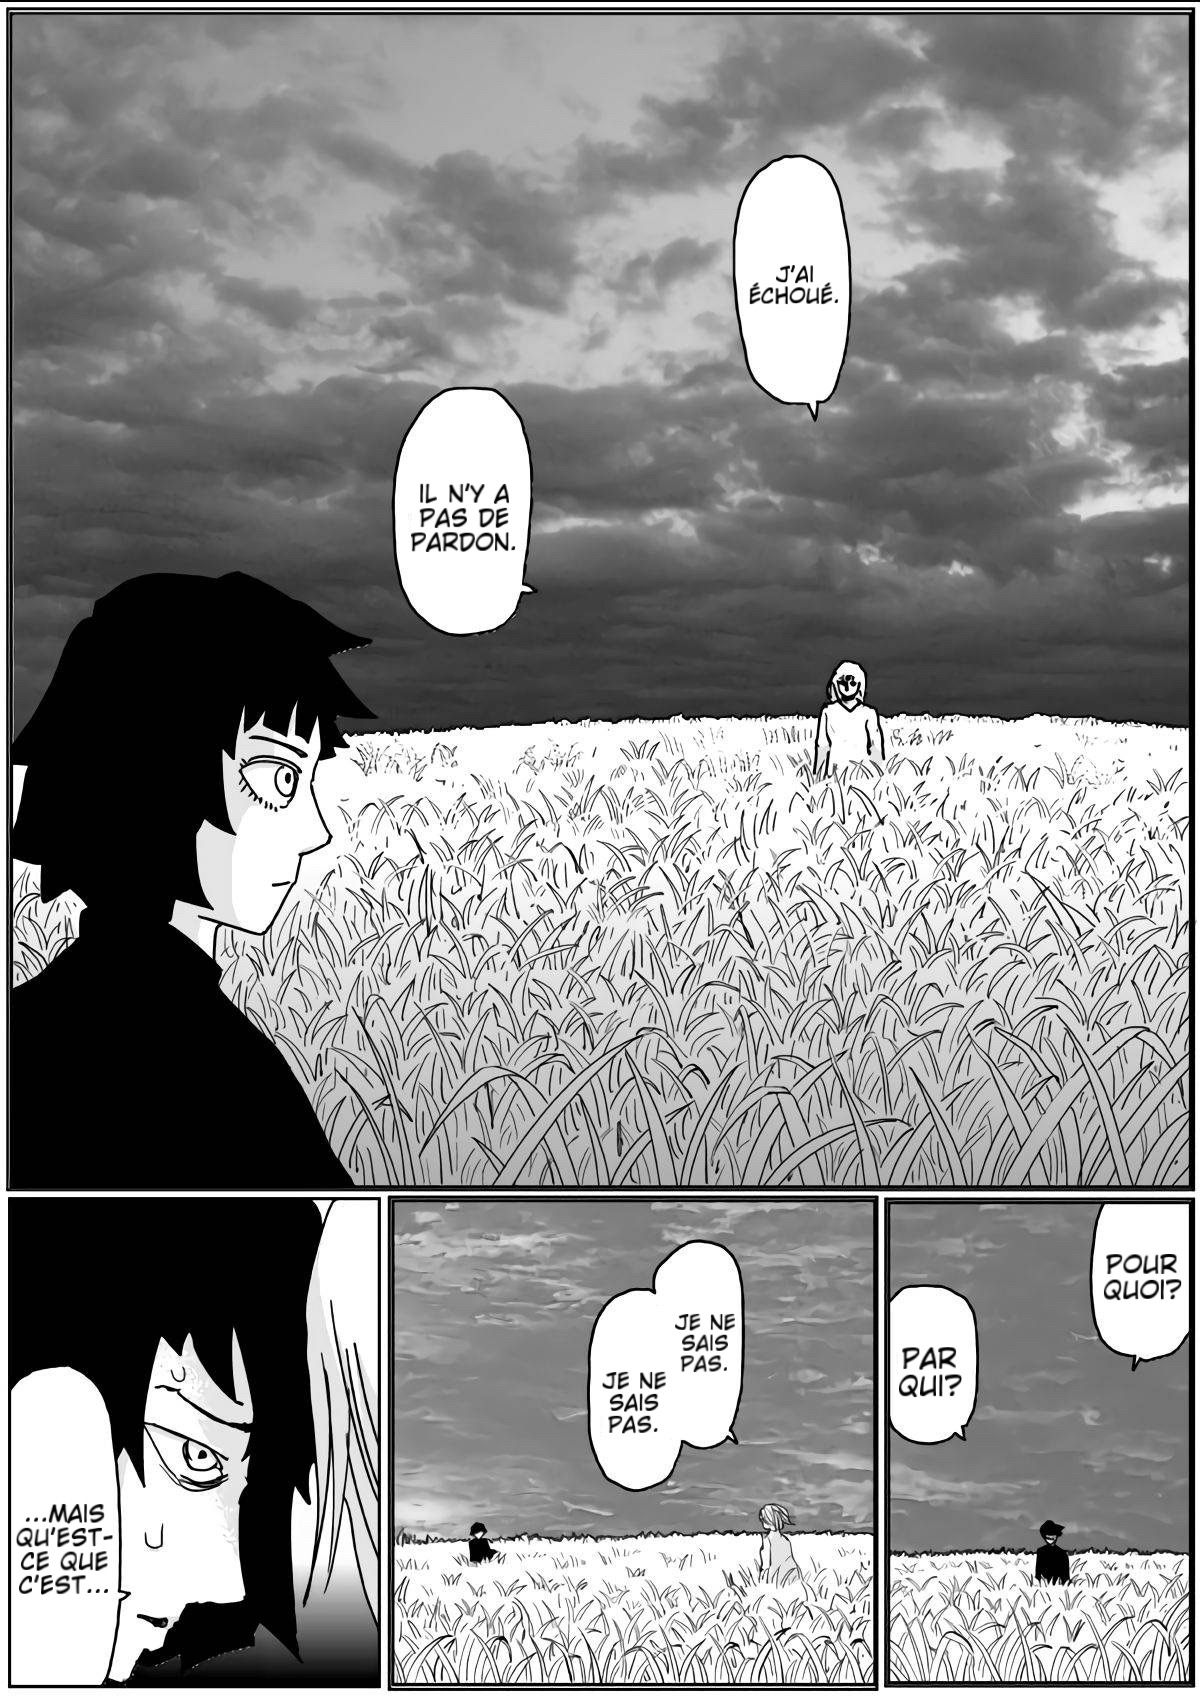 J'AI
ÉCHOUÉ.
IL N'Y A
PAS DE
PARDON.
POUR
QUOI?
PAR
QUI?
JE NE
SAIS
PAS.
JE NE
SAIS
PAS.
...MAIS
QU'EST-
CE QUE
C'EST...